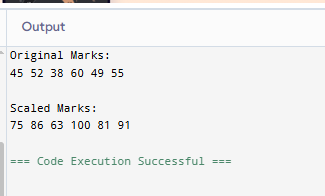 Output
Original Marks:
45 52 38 60 49 55
Scaled Marks:
75 86 63 100 81 91
=== Code Execution Successful ===